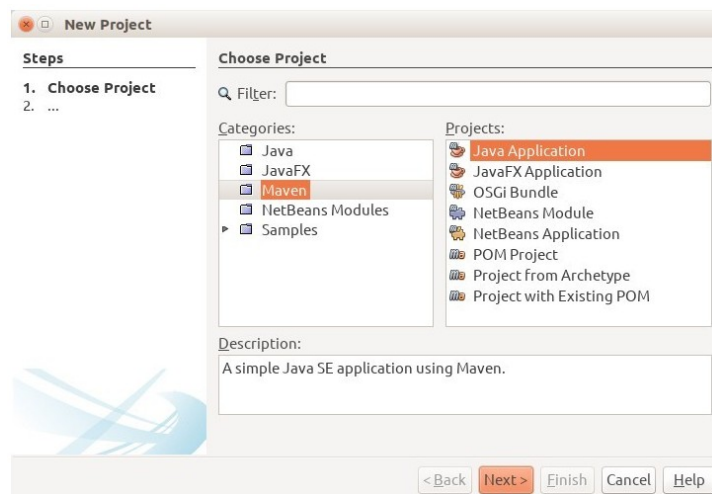 New Project
Steps
1. Choose Project
2. ...
Choose Project
Filter:
Categories:
Java
JavaFX
Maven
NetBeans Modules
Samples
Projects:
Java Application
JavaFX Application
OSGi Bundle
NetBeans Module
NetBeans Application
POM Project
Project from Archetype
Project with Existing POM
Description:
A simple Java SE application using Maven.
< Back Next > Finish Cancel Help